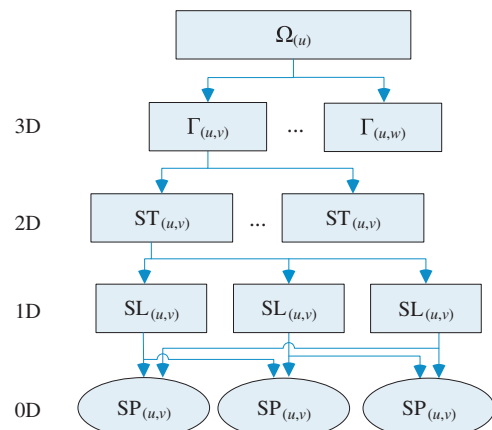 Ω(u)
3D Γ(u,v) ... Γ(u,w)
2D ST(u,v) ... ST(u,v)
1D SL(u,v) SL(u,v) SL(u,v)
0D SP(u,v) SP(u,v) SP(u,v)